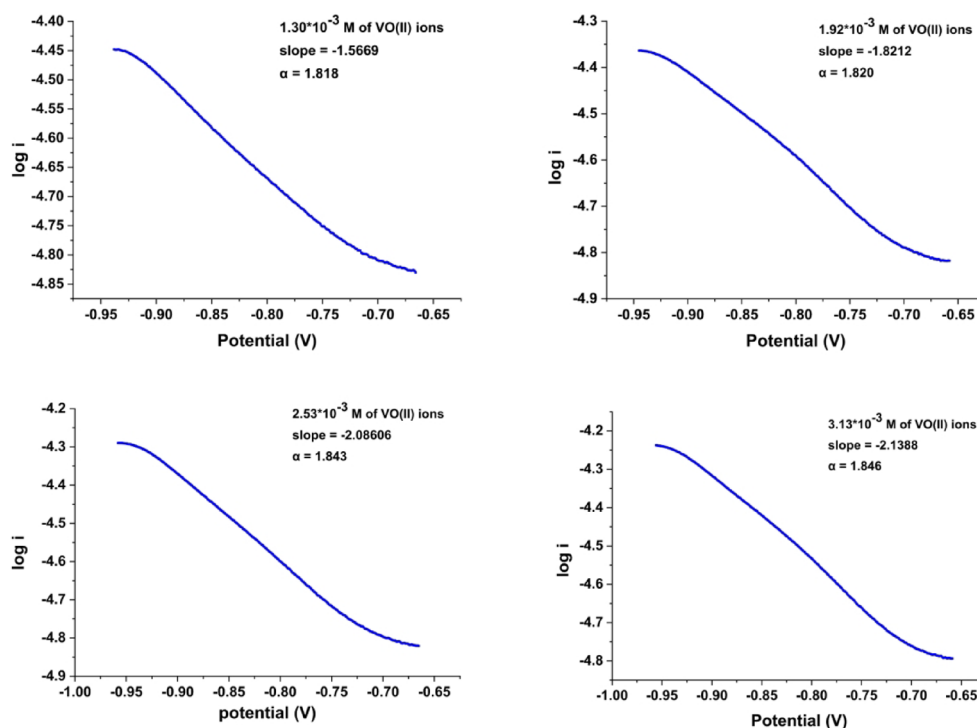 1.30*10-3 M of VO(II) ions
slope = -1.5669
α = 1.818
log i
-4.40
-4.45
-4.50
-4.55
-4.60
-4.65
-4.70
-4.75
-4.80
-4.85
-0.95 -0.90 -0.85 -0.80 -0.75 -0.70 -0.65
Potential (V)
1.92*10-3 M of VO(II) ions
slope = -1.8212
α = 1.820
log i
-4.3
-4.4
-4.5
-4.6
-4.7
-4.8
-4.9
-0.95 -0.90 -0.85 -0.80 -0.75 -0.70 -0.65
Potential (V)
2.53*10-3 M of VO(II) ions
slope = -2.08606
α = 1.843
log i
-4.2
-4.3
-4.4
-4.5
-4.6
-4.7
-4.8
-4.9
-1.00 -0.95 -0.90 -0.85 -0.80 -0.75 -0.70 -0.65
potential (V)
3.13*10-3 M of VO(II) ions
slope = -2.1388
α = 1.846
log i
-4.2
-4.3
-4.4
-4.5
-4.6
-4.7
-4.8
-1.00 -0.95 -0.90 -0.85 -0.80 -0.75 -0.70 -0.65
Potential (V)